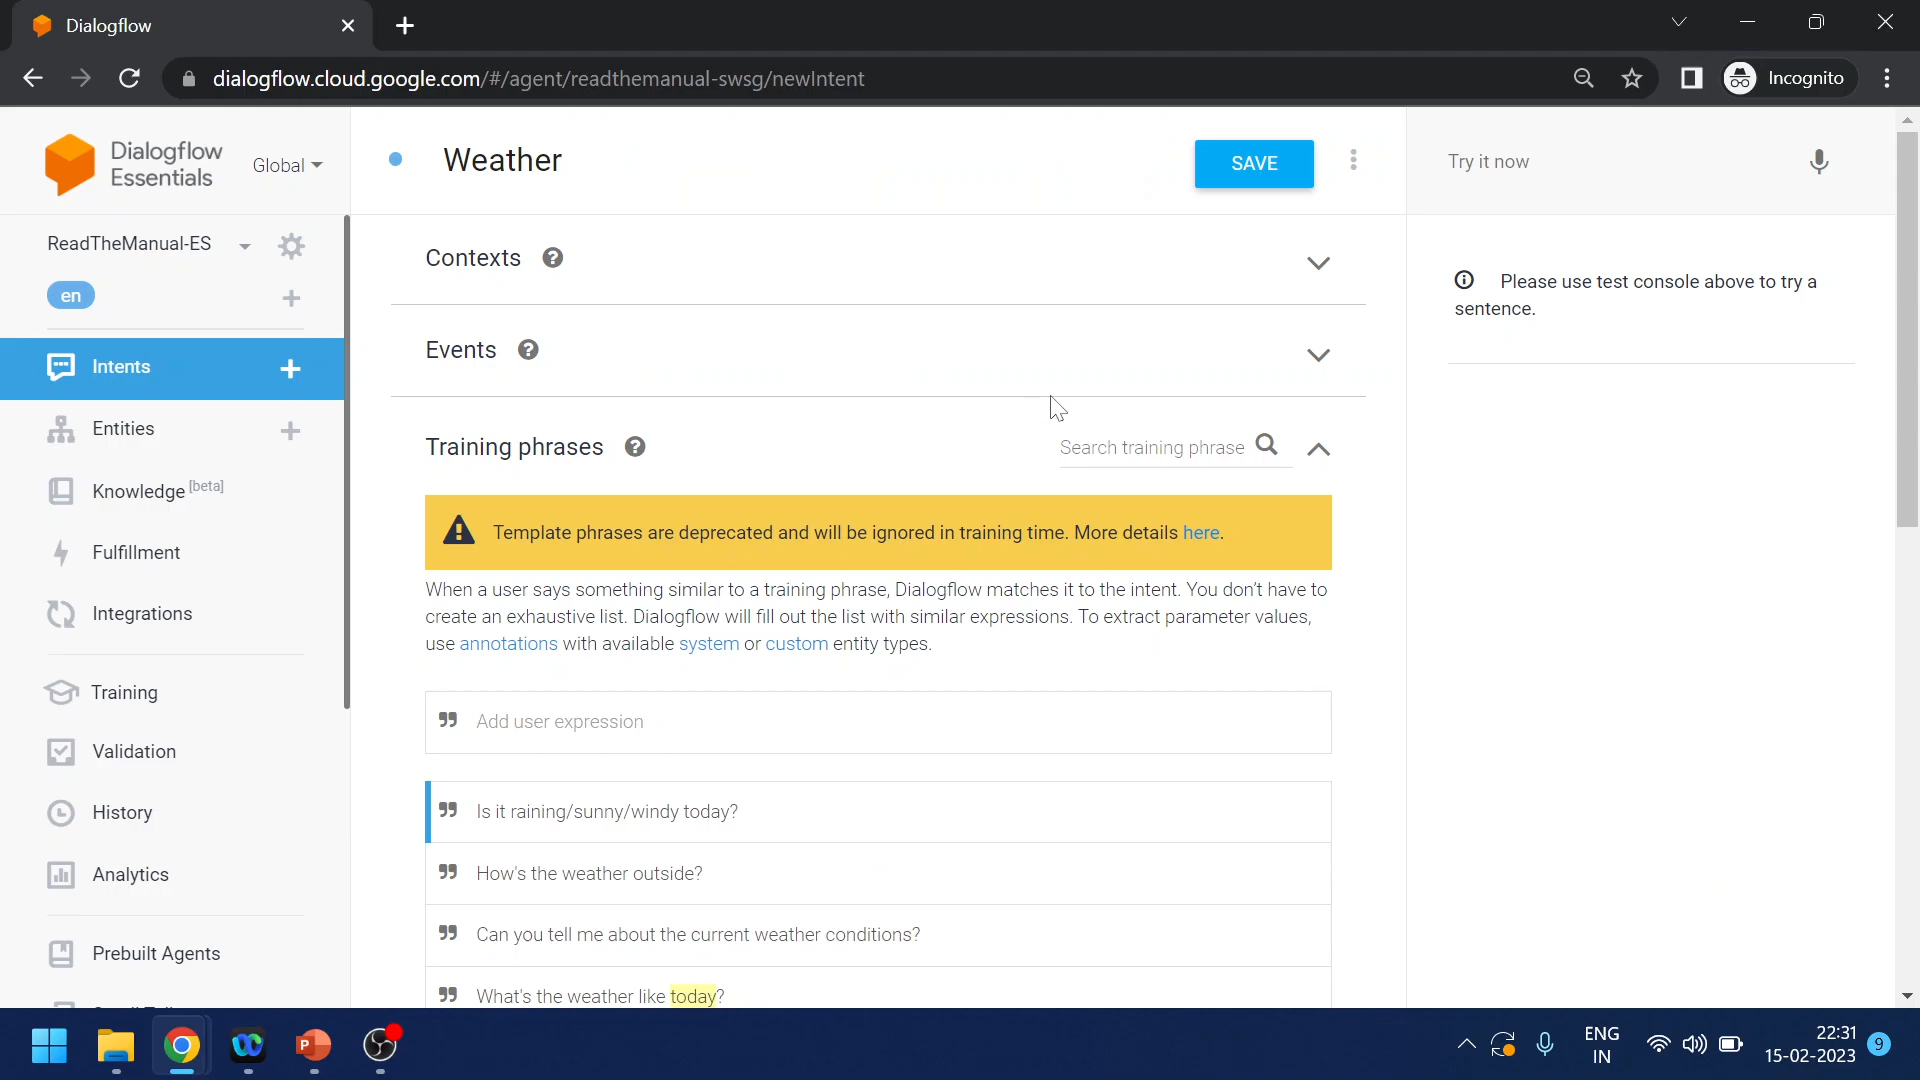 Dialogflow
dialogflow.cloud.google.com/#/agent/readthemanual-swsg/newIntent
Incognito
Dialogflow
Essentials
Global
Weather
SAVE
Try it now
ReadTheManual-ES
en
Contexts
Please use test console above to try a
sentence.
Events
Intents
Entities
Training phrases
Search training phrase
Knowledge [beta]
Template phrases are deprecated and will be ignored in training time. More details here.
Fulfillment
When a user says something similar to a training phrase, Dialogflow matches it to the intent. You don't have to
create an exhaustive list. Dialogflow will fill out the list with similar expressions. To extract parameter values,
use annotations with available system or custom entity types.
Integrations
Training
Add user expression
Validation
Is it raining/sunny/windy today?
History
How's the weather outside?
Analytics
Can you tell me about the current weather conditions?
Prebuilt Agents
What's the weather like today?
ENG
IN
22:31
15-02-2023
9